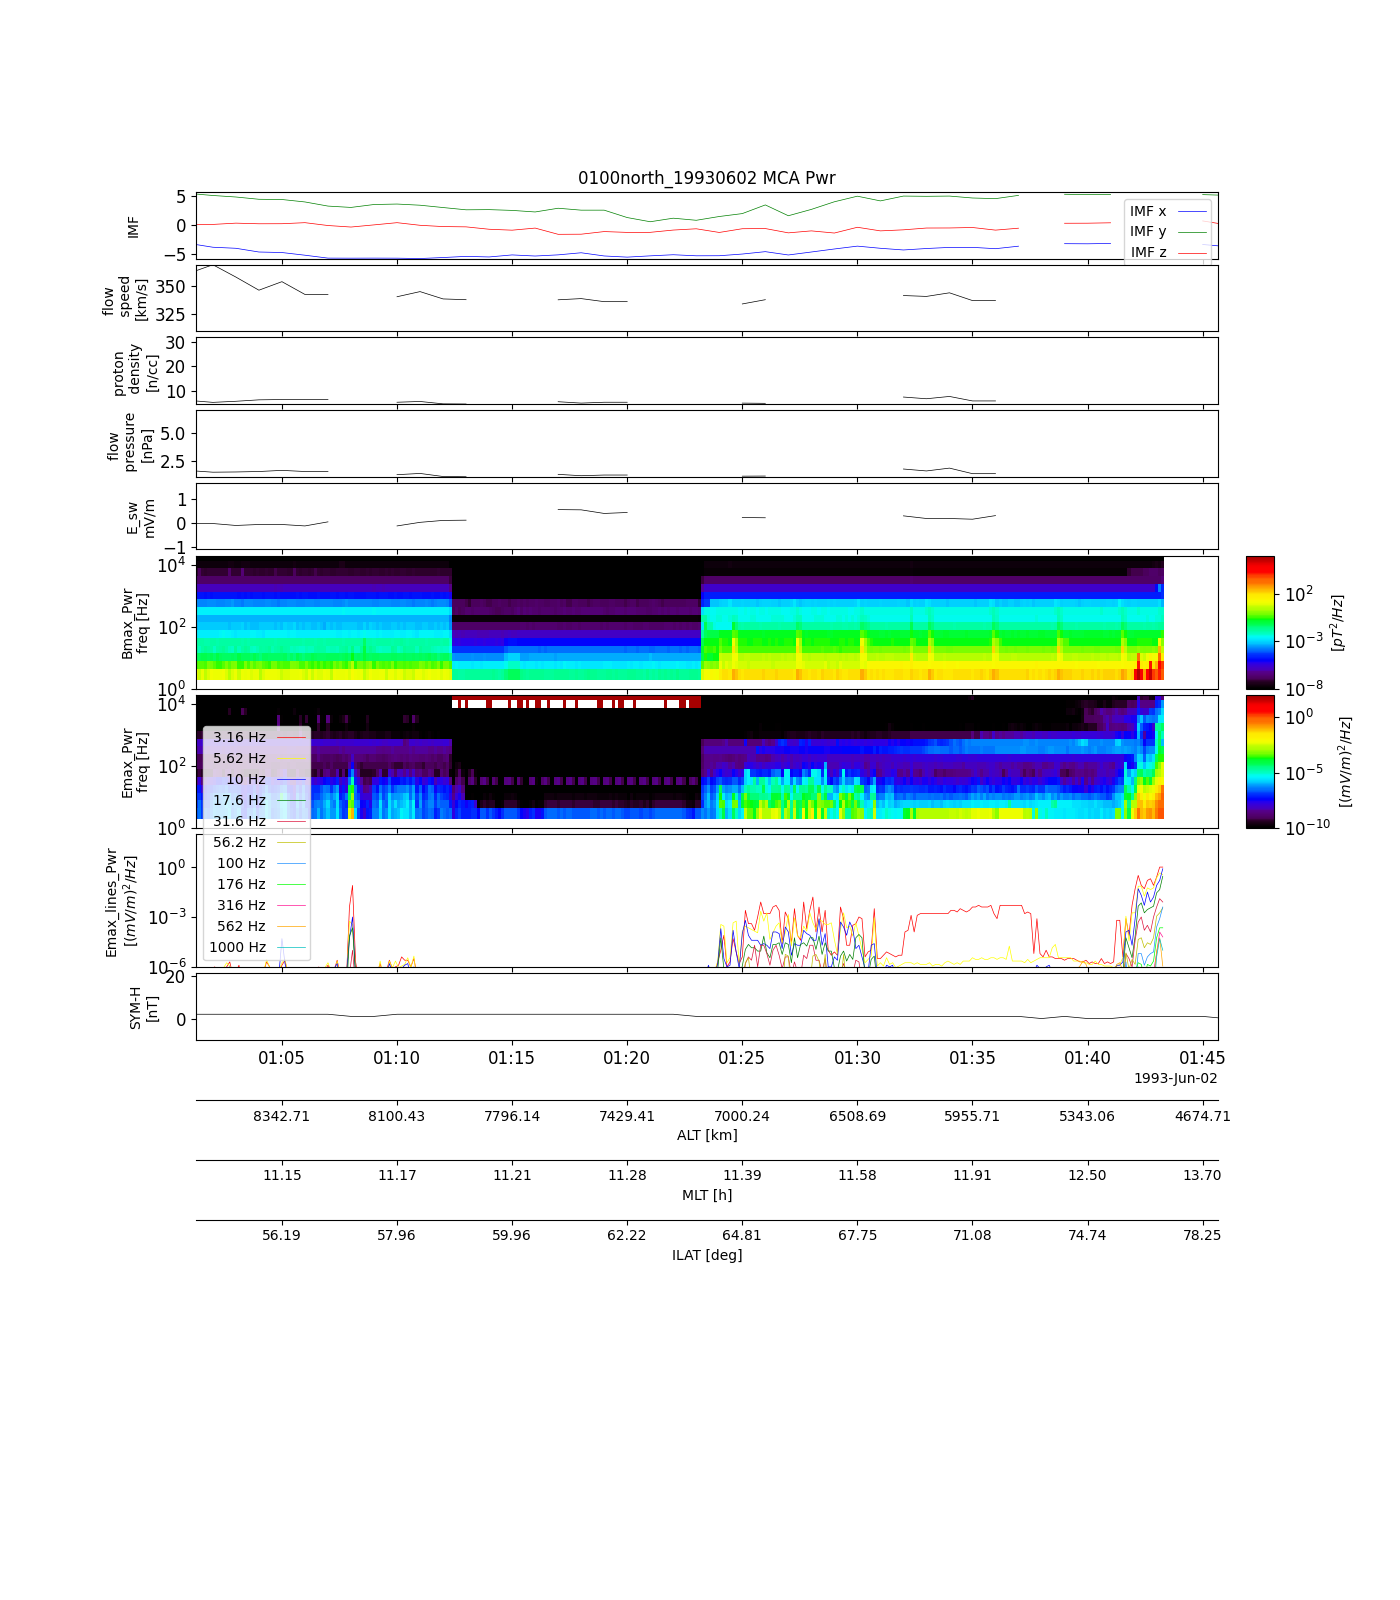 0100north_19930602 MCA Pwr
IMF
5
0
−5
IMF x
IMF y
IMF z
flow
speed
[km/s]
350
325
proton
density
[n/cc]
30
20
10
flow
pressure
[nPa]
5.0
2.5
E_sw
mV/m
1
0
−1
Bmax_Pwr
freq [Hz]
10^4
10^2
10^0
10^2
10^−3
10^−8
[pT^2/Hz]
Emax_Pwr
freq [Hz]
10^4
10^2
10^0
10^0
10^−5
10^−10
[(mV/m)^2/Hz]
3.16 Hz
5.62 Hz
10 Hz
17.6 Hz
31.6 Hz
56.2 Hz
100 Hz
176 Hz
316 Hz
562 Hz
1000 Hz
Emax_lines_Pwr
[(mV/m)^2/Hz]
10^0
10^−3
10^−6
SYM-H
[nT]
20
0
01:05 01:10 01:15 01:20 01:25 01:30 01:35 01:40 01:45
1993-Jun-02
8342.71 8100.43 7796.14 7429.41 7000.24 6508.69 5955.71 5343.06 4674.71
ALT [km]
11.15 11.17 11.21 11.28 11.39 11.58 11.91 12.50 13.70
MLT [h]
56.19 57.96 59.96 62.22 64.81 67.75 71.08 74.74 78.25
ILAT [deg]